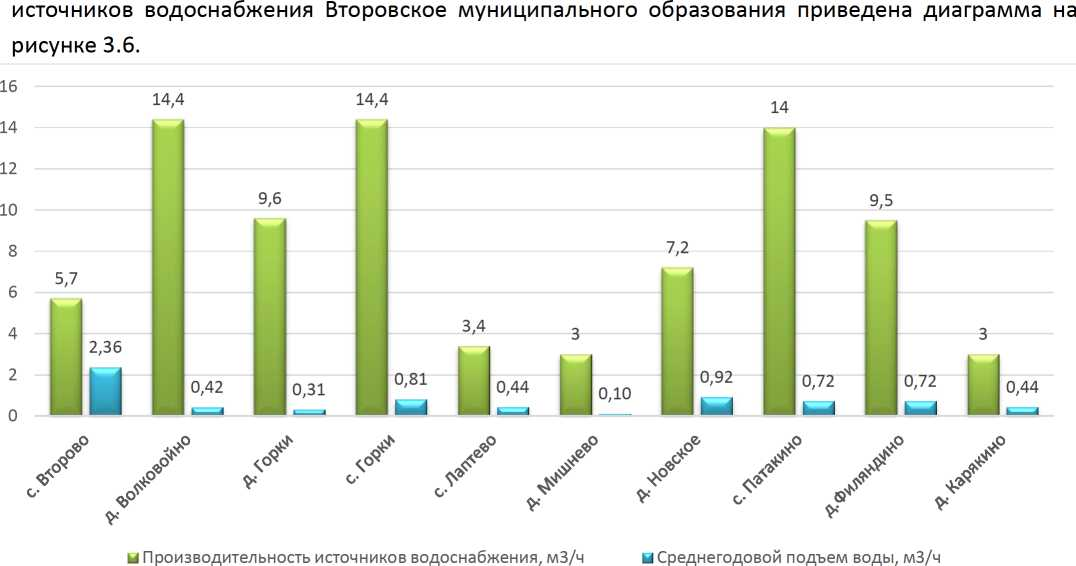 источников водоснабжения Второвское муниципального образования приведена диаграмма на
рисунке 3.6.
16
14
12
10
8
6
4
2
0
5,7
2,36
14,4
0,42
9,6
0,31
14,4
0,81
3,4
0,44
3
0,10
7,2
0,92
14
0,72
9,5
0,72
3
0,44
с. Второво
д. Волковойно
д. Горки
с. Горки
с. Лаптево
д. Мишнево
д. Новское
с. Патакино
д.Филяндино
д. Карякино
Производительность источников водоснабжения, м3/ч
Среднегодовой подъем воды, м3/ч